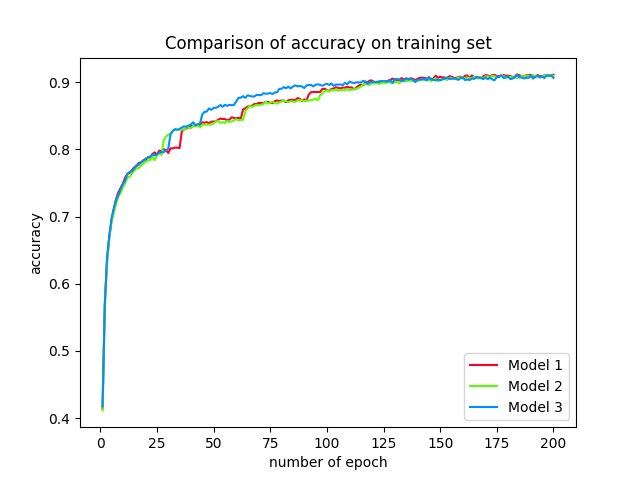 Comparison of accuracy on training set
accuracy
0.9
0.8
0.7
0.6
0.5
0.4
Model 1
Model 2
Model 3
0 25 50 75 100 125 150 175 200
number of epoch